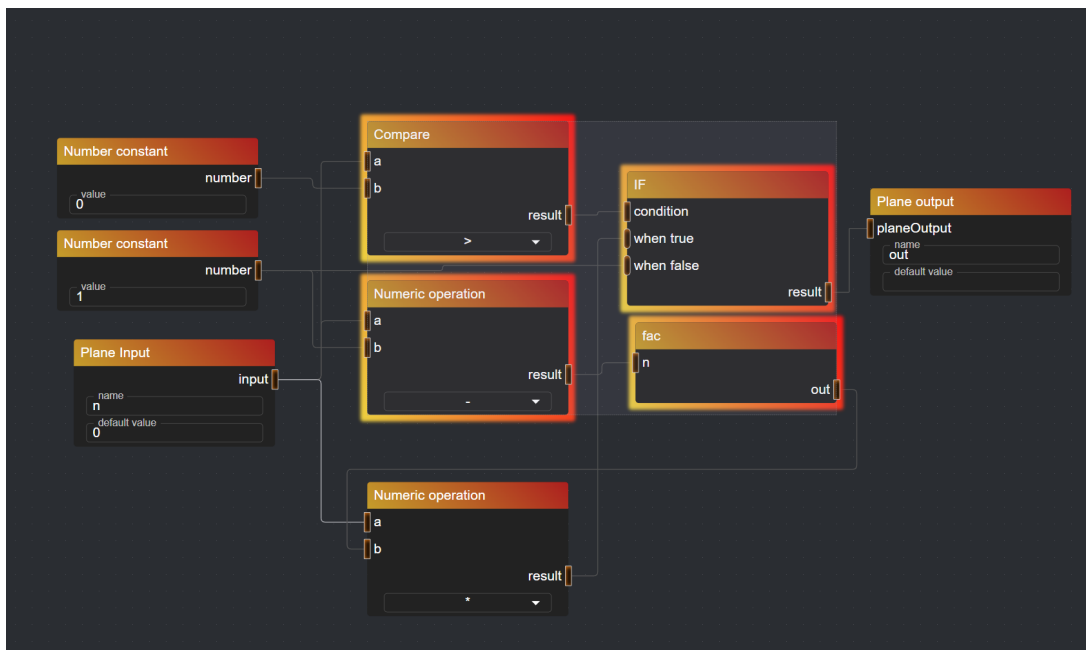 Number constant
number
value
0
Number constant
number
value
1
Plane Input
input
name
n
default value
0
Compare
a
b
result
>
Numeric operation
a
b
result
-
Numeric operation
a
b
result
*
IF
condition
when true
when false
result
fac
n
out
Plane output
planeOutput
name
out
default value